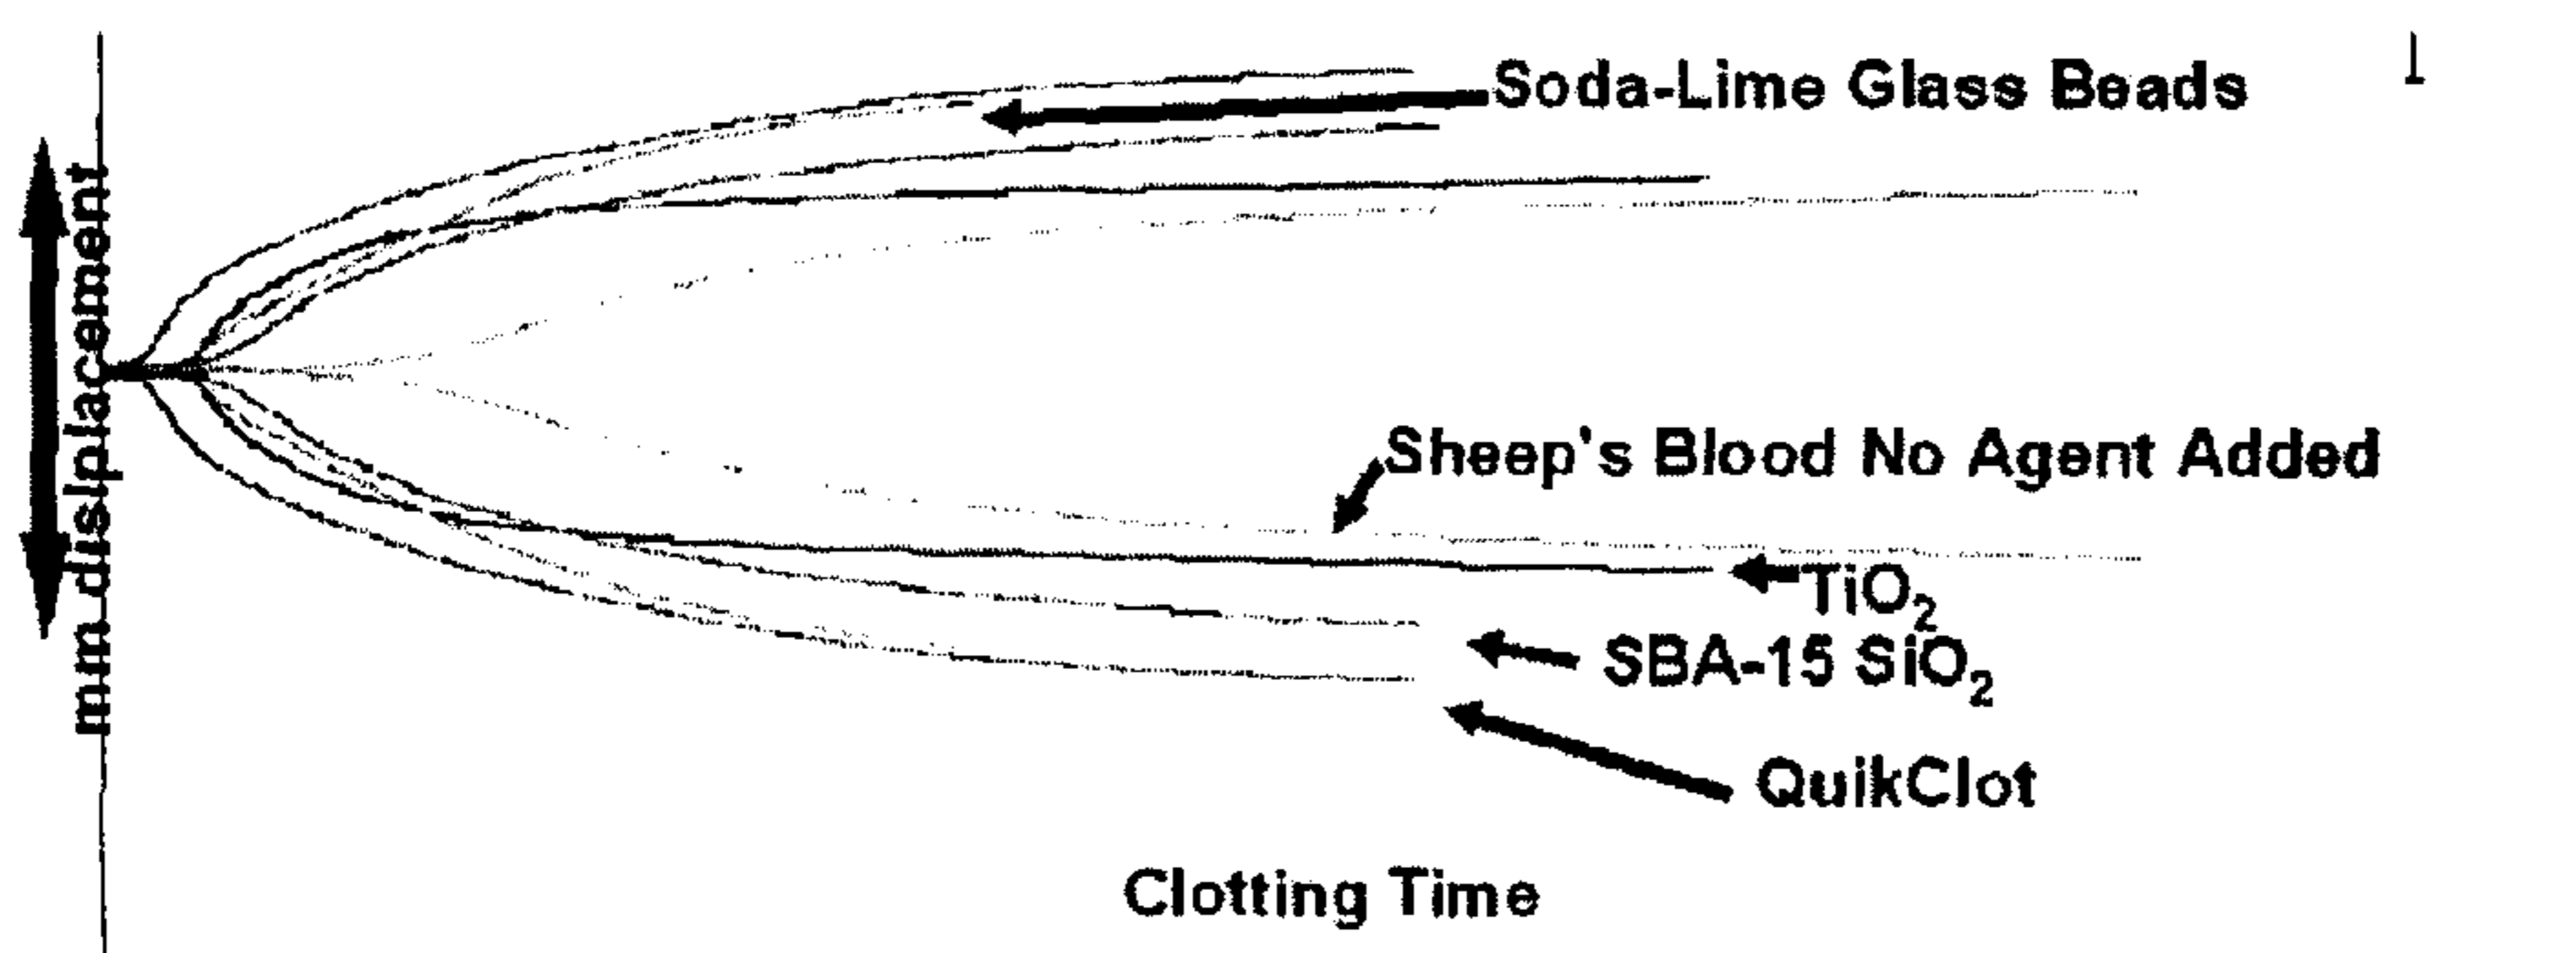 Soda-Lime Glass Beads
1
mm displacement
Sheep's Blood No Agent Added
TiO₂
SBA-15 SiO₂
QuikClot
Clotting Time